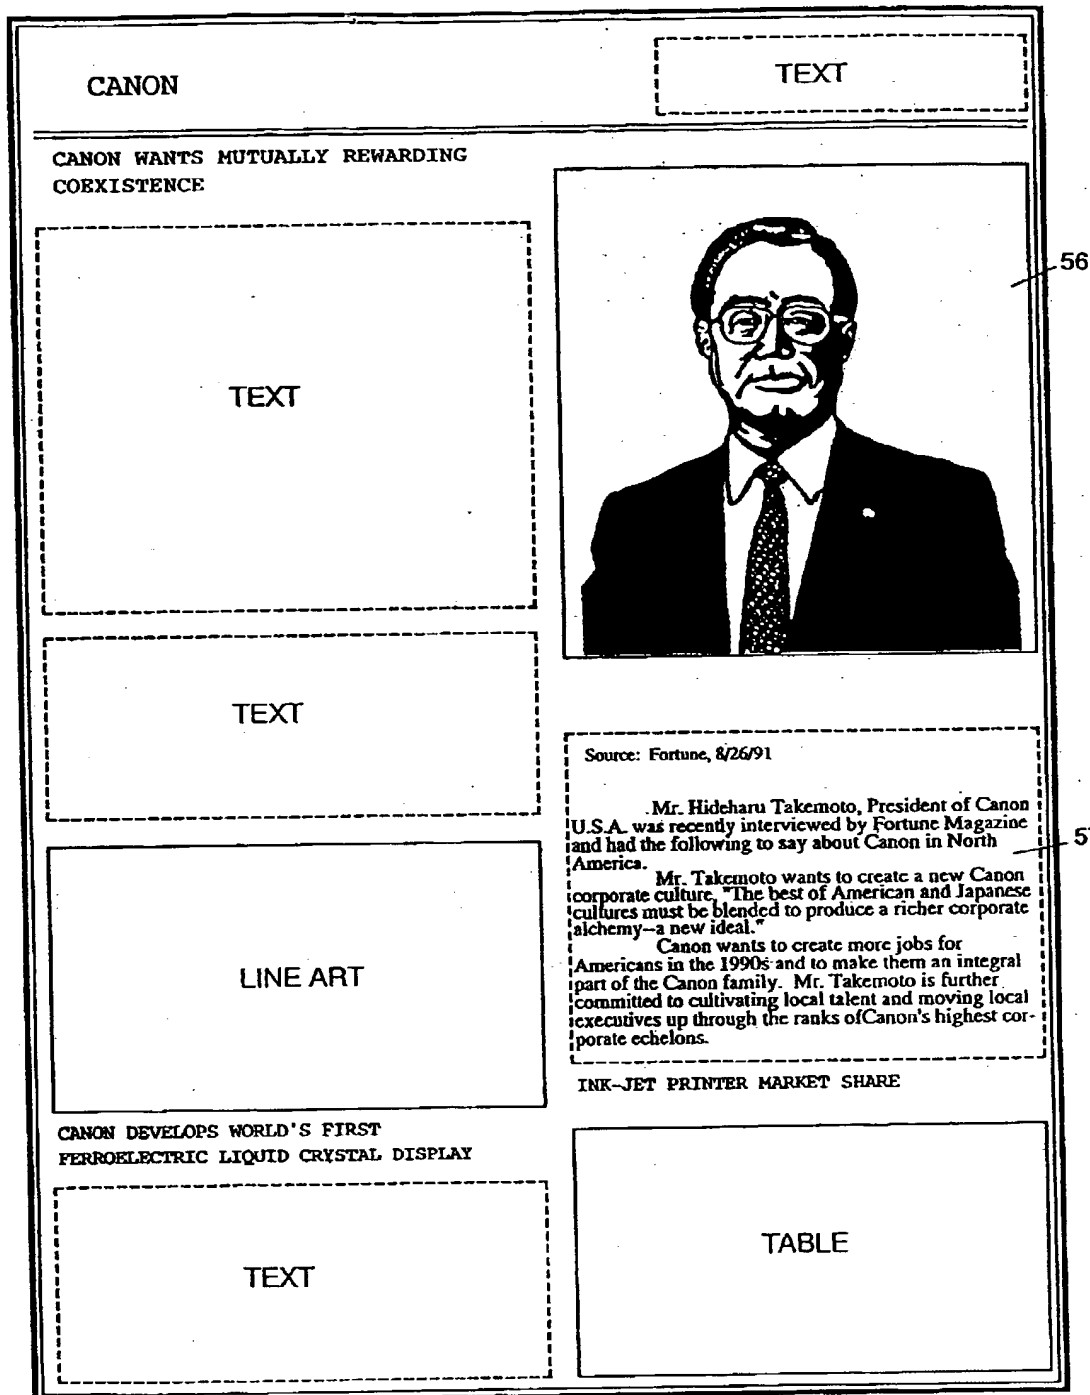 CANON
TEXT
CANON WANTS MUTUALLY REWARDING
COEXISTENCE
TEXT
TEXT
LINE ART
CANON DEVELOPS WORLD'S FIRST
FERROELECTRIC LIQUID CRYSTAL DISPLAY
TEXT
56
Source: Fortune, 8/26/91
Mr. Hideharu Takemoto, President of Canon
U.S.A. was recently interviewed by Fortune Magazine
and had the following to say about Canon in North
America.
Mr. Takemoto wants to create a new Canon
corporate culture, "The best of American and Japanese
cultures must be blended to produce a richer corporate
alchemy--a new ideal."
Canon wants to create more jobs for
Americans in the 1990s and to make them an integral
part of the Canon family. Mr. Takemoto is further
committed to cultivating local talent and moving local
executives up through the ranks ofCanon's highest cor-
porate echelons.
INK-JET PRINTER MARKET SHARE
TABLE